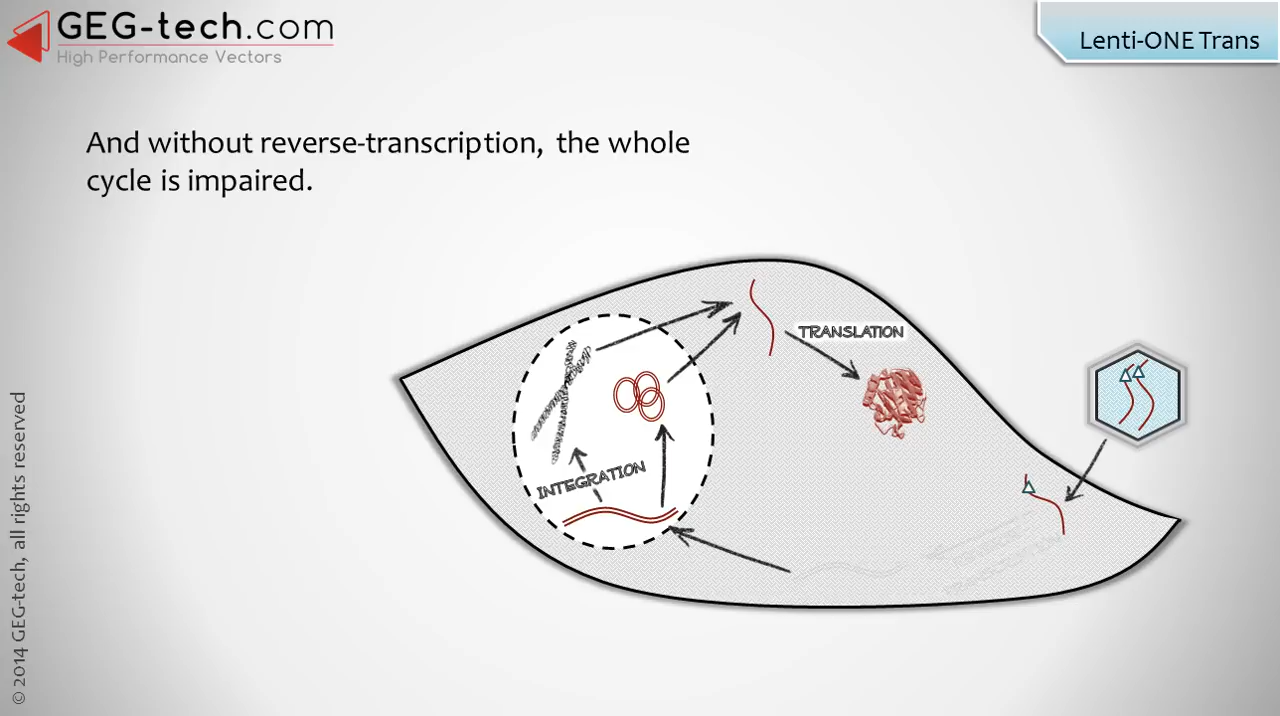 GEG-tech.com
High Performance Vectors
Lenti-ONE Trans
And without reverse-transcription, the whole
cycle is impaired.
TRANSLATION
INTEGRATION
© 2014 GEG-tech, all rights reserved